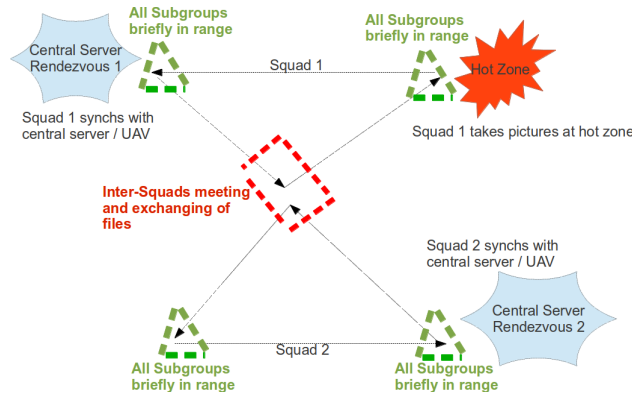 All Subgroups
briefly in range
Central Server
Rendezvous 1
Squad 1 synchs with
central server / UAV
Squad 1
All Subgroups
briefly in range
Hot Zone
Squad 1 takes pictures at hot zone
Inter-Squads meeting
and exchanging of
files
Squad 2 synchs with
central server / UAV
Central Server
Rendezvous 2
Squad 2
All Subgroups
briefly in range
All Subgroups
briefly in range